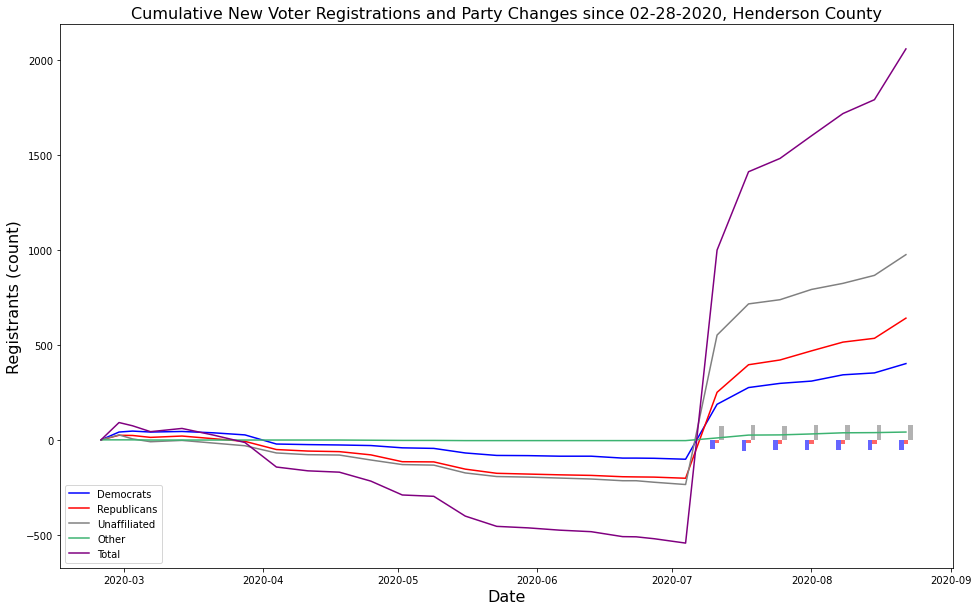 Cumulative New Voter Registrations and Party Changes since 02-28-2020, Henderson County
Registrants (count)
2000
1500
1000
500
0
−500
Democrats
Republicans
Unaffiliated
Other
Total
2020-03
2020-04
2020-05
2020-06
2020-07
2020-08
2020-09
Date